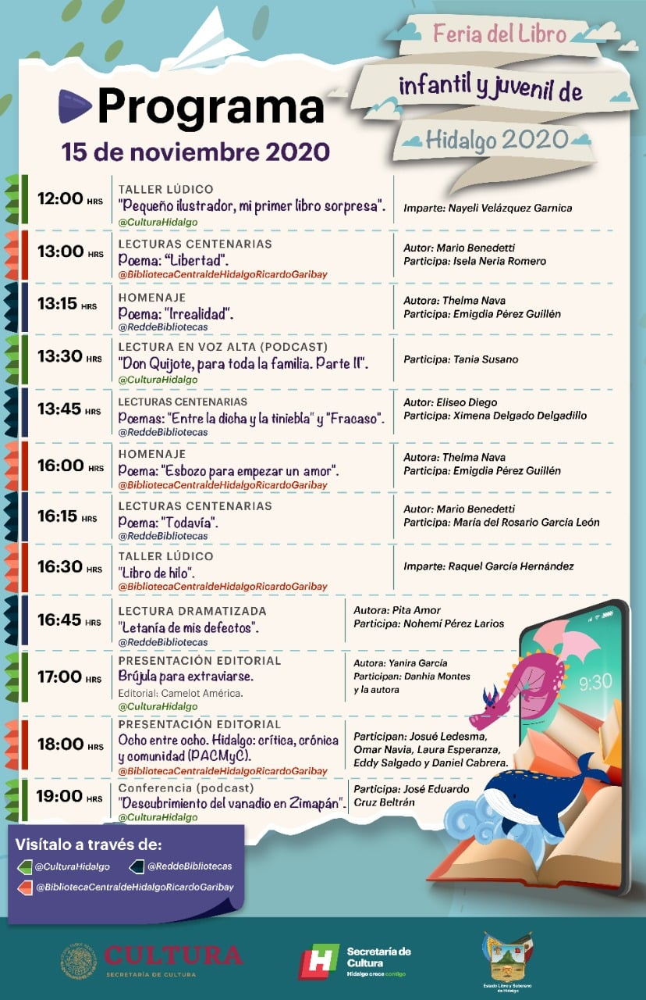 Feria del Libro
infantil y juvenil de
Hidalgo 2020
Programa
15 de noviembre 2020
12:00 HRS
TALLER LÚDICO
"Pequeño ilustrador, mi primer libro sorpresa".
@CulturaHidalgo
Imparte: Nayeli Velázquez Garnica
13:00 HRS
LECTURAS CENTENARIAS
Poema: “Libertad".
@BibliotecaCentraldeHidalgoRicardoGaribay
Autor: Mario Benedetti
Participa: Isela Neria Romero
13:15 HRS
HOMENAJE
Poema: "Irrealidad".
@ReddeBibliotecas
Autora: Thelma Nava
Participa: Emigdia Pérez Guillén
13:30 HRS
LECTURA EN VOZ ALTA (PODCAST)
"Don Quijote, para toda la familia. Parte II".
@CulturaHidalgo
Participa: Tania Susano
13:45 HRS
LECTURAS CENTENARIAS
Poemas: "Entre la dicha y la tiniebla" y "Fracaso".
@ReddeBibliotecas
Autor: Eliseo Diego
Participa: Ximena Delgado Delgadillo
16:00 HRS
HOMENAJE
Poema: "Esbozo para empezar un amor".
@BibliotecaCentraldeHidalgoRicardoGaribay
Autora: Thelma Nava
Participa: Emigdia Pérez Guillén
16:15 HRS
LECTURAS CENTENARIAS
Poema: "Todavía".
@ReddeBibliotecas
Autor: Mario Benedetti
Participa: María del Rosario García León
16:30 HRS
TALLER LÚDICO
"Libro de hilo".
@BibliotecaCentraldeHidalgoRicardoGaribay
Imparte: Raquel García Hernández
16:45 HRS
LECTURA DRAMATIZADA
"Letanía de mis defectos".
@ReddeBibliotecas
Autora: Pita Amor
Participa: Nohemí Pérez Larios
17:00 HRS
PRESENTACIÓN EDITORIAL
Brújula para extraviarse.
Editorial: Camelot América.
@CulturaHidalgo
Autora: Yanira García
Participan: Danhia Montes
y la autora
9:30
18:00 HRS
PRESENTACIÓN EDITORIAL
Ocho entre ocho. Hidalgo: crítica, crónica
y comunidad (PACMyC).
@BibliotecaCentraldeHidalgoRicardoGaribay
Participan: Josué Ledesma,
Omar Navia, Laura Esperanza,
Eddy Salgado y Daniel Cabrera.
19:00 HRS
Conferencia (podcast)
"Descubrimiento del vanadio en Zimapán".
@CulturaHidalgo
Participa: José Eduardo
Cruz Beltrán
Visítalo a través de:
@CulturaHidalgo @ReddeBibliotecas
@BibliotecaCentraldeHidalgoRicardoGaribay
CULTURA
SECRETARÍA DE CULTURA
H
Secretaría de
Cultura
Hidalgo crece contigo
Estado Libre y Soberano
de Hidalgo